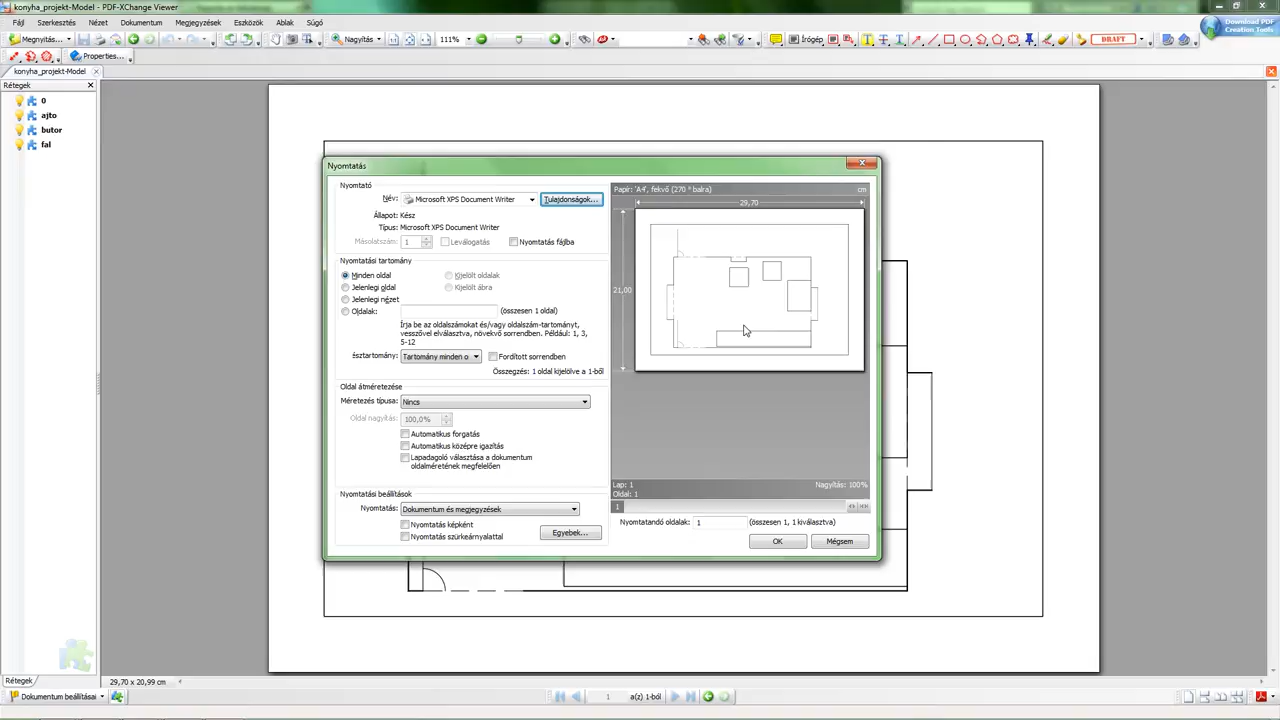 konyha_projekt-Model - PDF-XChange Viewer
Fájl Szerkesztés Nézet Dokumentum Megjegyzések Eszközök Ablak Súgó
Download PDF
Creation Tools
Megnyitás... Nagyítás 111% Írógép DRAFT
Properties...
konyha_projekt-Model
Rétegek
0
ajto
butor
fal
Nyomtatás
Nyomtató
Név: Microsoft XPS Document Writer Tulajdonságok...
Állapot: Kész
Típus: Microsoft XPS Document Writer
Másolatszám: 1 Leválogatás Nyomtatás fájlba
Nyomtatási tartomány
Minden oldal Kijelölt oldalak
Jelenlegi oldal Kijelölt ábra
Jelenlegi nézet
Oldalak: (összesen 1 oldal)
Írja be az oldalszámokat és/vagy oldalszám-tartományt,
vesszővel elválasztva, növekvő sorrendben. Például: 1, 3,
5-12
észtartomány: Tartomány minden o Fordított sorrendben
Összegzés: 1 oldal kijelölve a 1-ből
Oldal átméretezése
Méretezés típusa: Nincs
Oldal nagyítás: 100,0%
Automatikus forgatás
Automatikus középre igazítás
Lapadagoló választása a dokumentum
oldalméretének megfelelően
Nyomtatási beállítások
Nyomtatás: Dokumentum és megjegyzések
Nyomtatás képként
Nyomtatás szürkeárnyalattal
Egyebek...
Papír: 'A4', fekvő (270 ° balra) cm
29,70
21,00
Lap: 1 Nagyítás: 100%
Oldal: 1
1
Nyomtatandó oldalak: 1 (összesen 1, 1 kiválasztva)
OK Mégsem
Rétegek
29,70 x 20,99 cm
Dokumentum beállításai
1 a(z) 1-ből